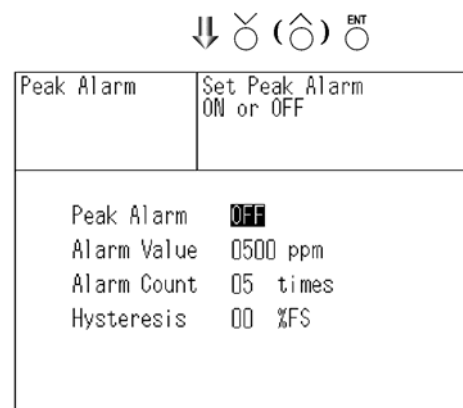 ENT
Peak Alarm
Set Peak Alarm
ON or OFF
Peak Alarm OFF
Alarm Value 0500 ppm
Alarm Count 05 times
Hysteresis 00 %FS